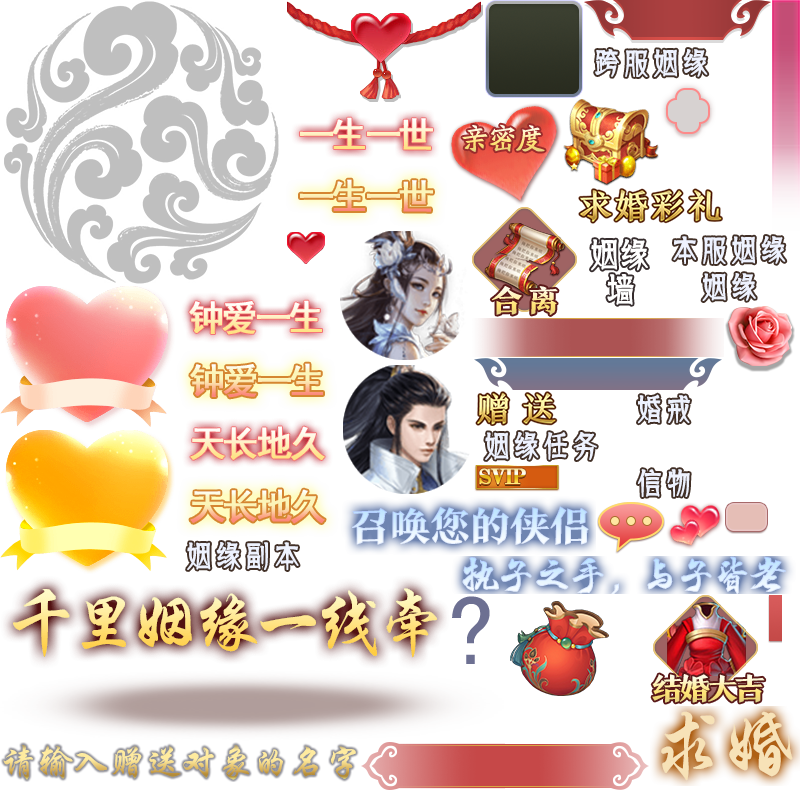 跨服姻缘
一生一世
亲密度
一生一世
求婚彩礼
姻缘墙
本服姻缘
姻缘
合离
钟爱一生
钟爱一生
赠送
婚戒
天长地久
姻缘任务
SVIP
信物
天长地久
召唤您的侠侣
姻缘副本
执子之手，与子皆老
千里姻缘一线牵
?
结婚大吉
求婚
请输入赠送对象的名字